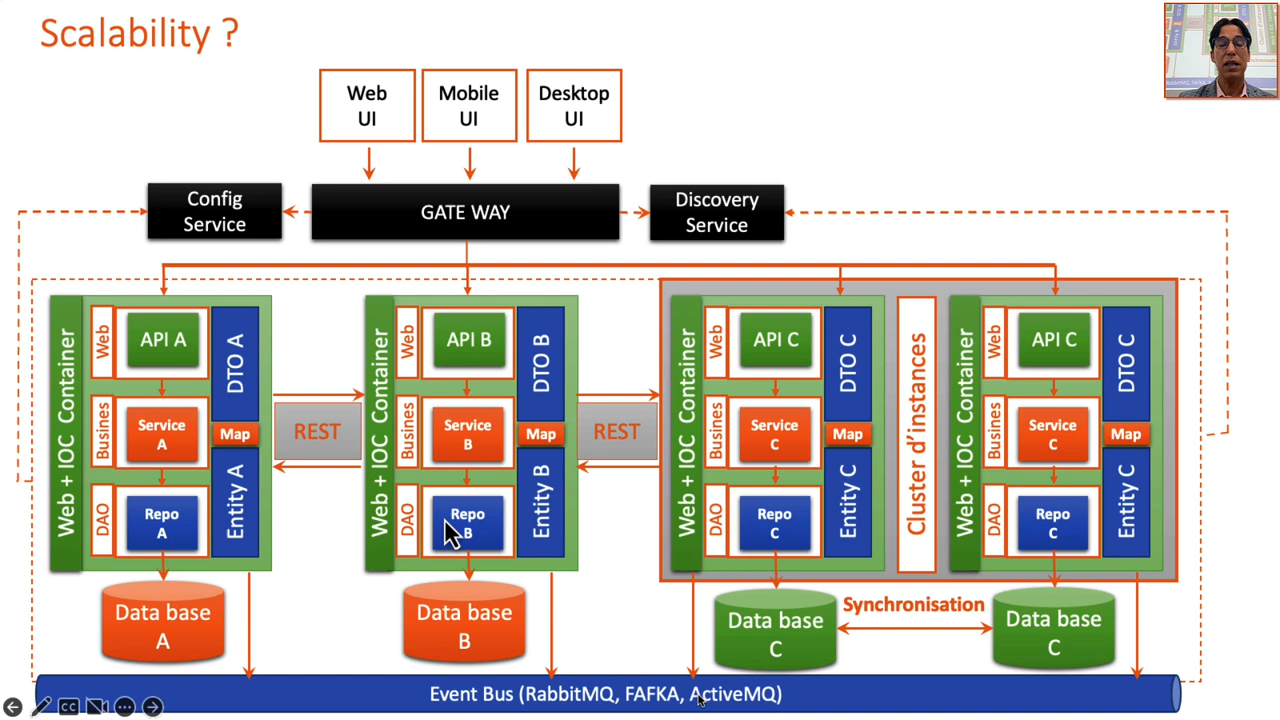 Scalability ?
Web
UI
Mobile
UI
Desktop
UI
Config
Service
GATE WAY
Discovery
Service
Web + IOC Container
Web
API A
DTO A
Busines
Service
A
Map
DAO
Repo
A
Entity A
REST
Web + IOC Container
Web
API B
DTO B
Busines
Service
B
Map
DAO
Repo
B
Entity B
REST
Web + IOC Container
Web
API C
DTO C
Busines
Service
C
Map
DAO
Repo
C
Entity C
Cluster d'instances
Web + IOC Container
Web
API C
DTO C
Busines
Service
C
Map
DAO
Repo
C
Entity C
Data base
A
Data base
B
Data base
C
Synchronisation
Data base
C
Event Bus (RabbitMQ, FAFKA, ActiveMQ)
CC
RabbitMQ, FAFKA, Acti